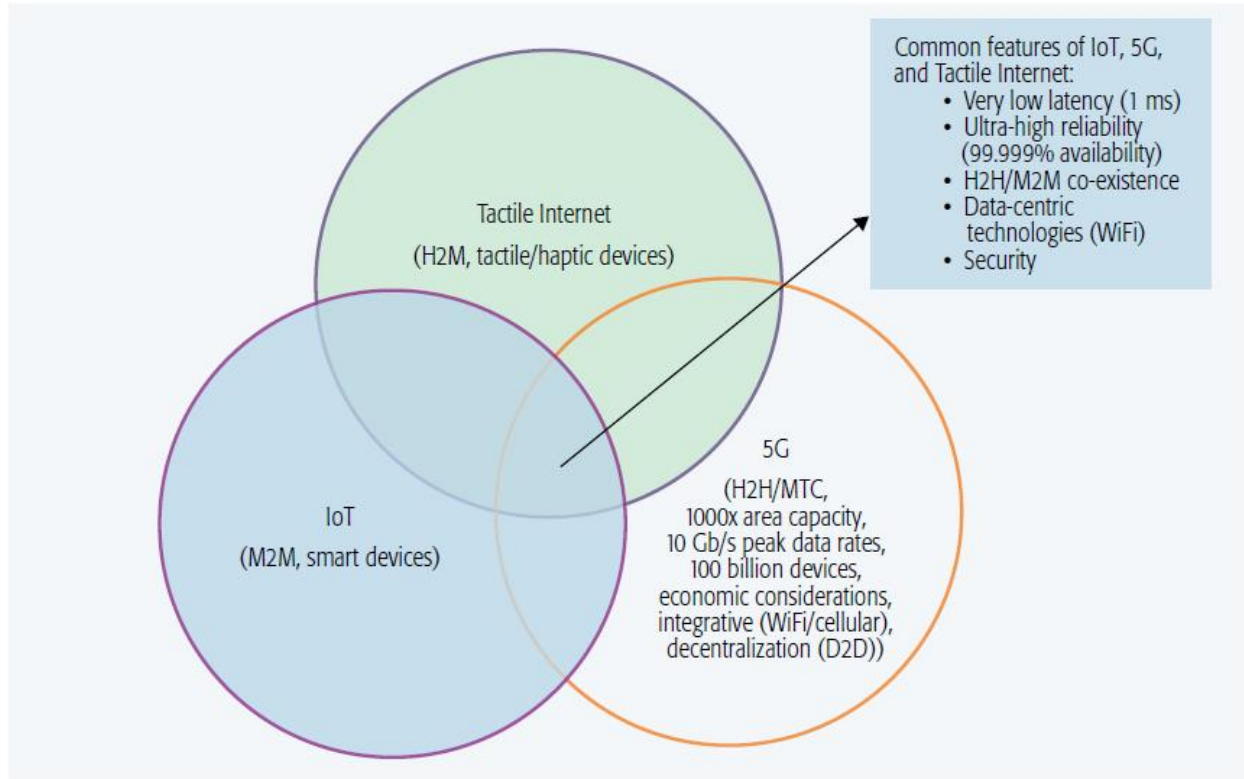 Common features of IoT, 5G,
and Tactile Internet:
• Very low latency (1 ms)
• Ultra-high reliability
(99.999% availability)
• H2H/M2M co-existence
• Data-centric
technologies (WiFi)
• Security
Tactile Internet
(H2M, tactile/haptic devices)
IoT
(M2M, smart devices)
5G
(H2H/MTC,
1000x area capacity,
10 Gb/s peak data rates,
100 billion devices,
economic considerations,
integrative (WiFi/cellular),
decentralization (D2D))